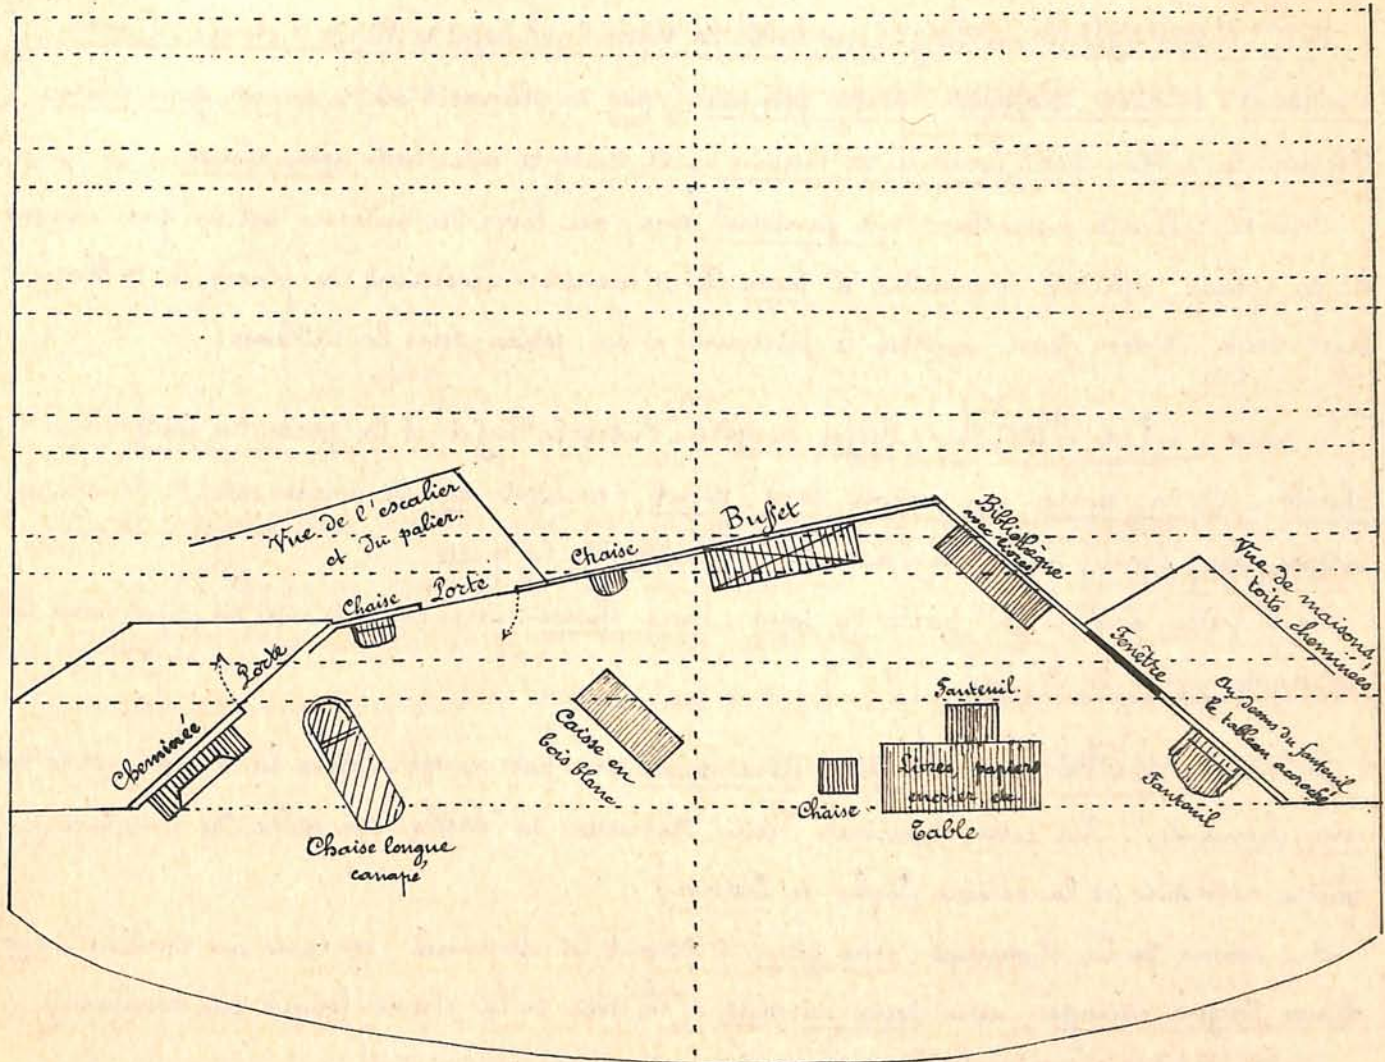 Vue de l'escalier
et du palier.
Buffet
Bibliothèque
avec livres
Chaise
Porte
Chaise
Porte
Cheminée
Vue de maisons,
toits, cheminées,
Fenêtre
Au dessus du fauteuil
le tableau accroché
Fauteuil
Fauteuil.
Livres, papiers
encrier, etc.
Chaise
Table
Caisse en
bois blanc.
Chaise longue
canapé